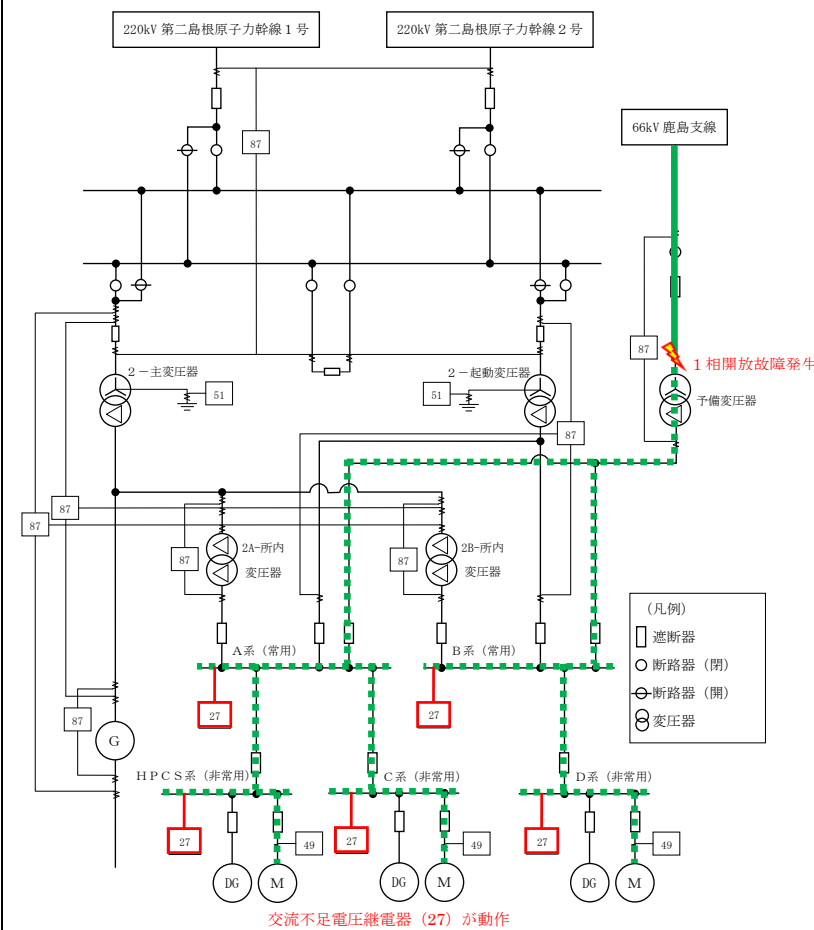 220kV 第二島根原子力幹線1号
220kV 第二島根原子力幹線2号
66kV 鹿島支線
87
87
1相開放故障発生
2-主変圧器
51
2-起動変圧器
51
予備変圧器
87
87
87
87
2A-所内
変圧器
87
2B-所内
変圧器
(凡例)
遮断器
断路器(閉)
断路器(開)
変圧器
A系(常用)
B系(常用)
27
27
87
G
HPCS系(非常用)
C系(非常用)
D系(非常用)
27
49
27
49
27
49
DG
M
DG
M
DG
M
交流不足電圧継電器(27)が動作